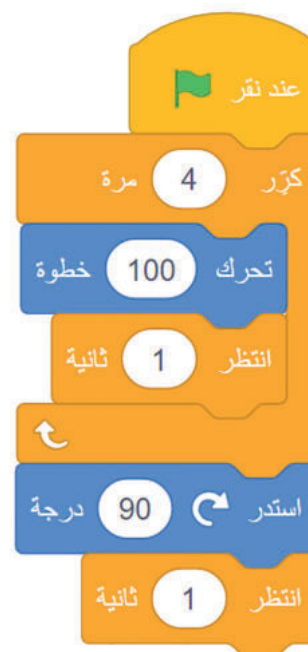 عند نقر
كرّر 4 مرة
تحرك 100 خطوة
انتظر 1 ثانية
استدر 90 درجة
انتظر 1 ثانية